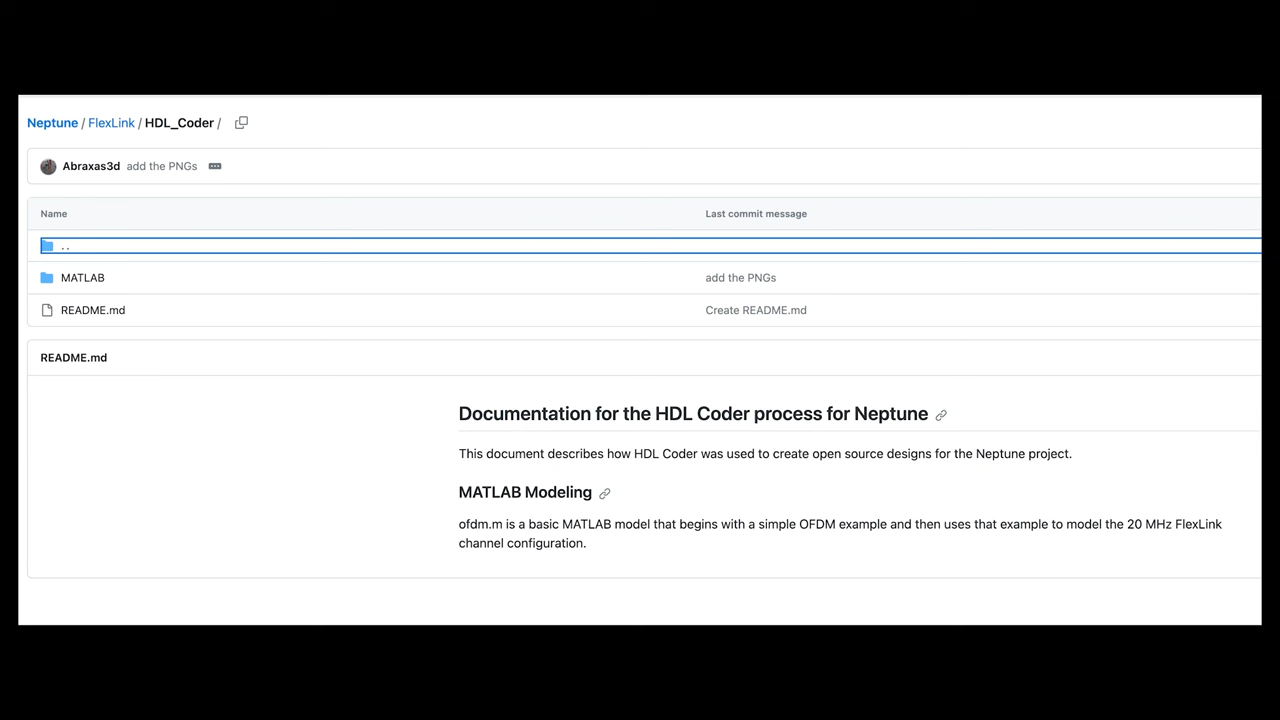 Neptune / FlexLink / HDL_Coder /
Abraxas3d add the PNGs
Name Last commit message
..
MATLAB add the PNGs
README.md Create README.md
README.md
Documentation for the HDL Coder process for Neptune
This document describes how HDL Coder was used to create open source designs for the Neptune project.
MATLAB Modeling
ofdm.m is a basic MATLAB model that begins with a simple OFDM example and then uses that example to model the 20 MHz FlexLink
channel configuration.